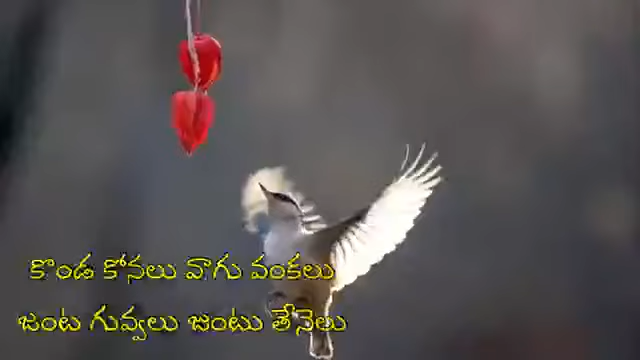 కొండ కోనలు వాగు వంకలు
జంట గువ్వలు జుంటు తేనెలు